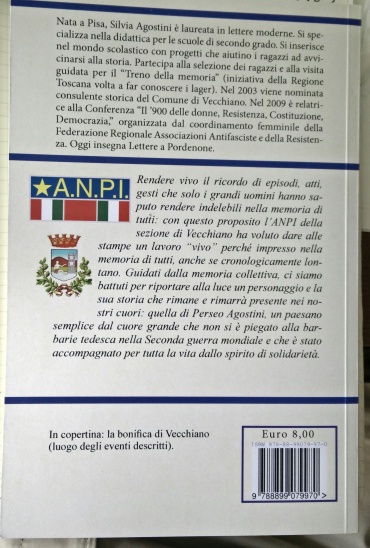 Nata a Pisa, Silvia Agostini è laureata in lettere moderne. Si spe-
cializza nella didattica per le scuole di secondo grado. Si inserisce
nel mondo scolastico con progetti che aiutino i ragazzi ad avvi-
cinarsi alla storia. Partecipa alla selezione dei ragazzi e alla visita
guidata per il “Treno della memoria” (iniziativa della Regione
Toscana volta a far conoscere i lager). Nel 2003 viene nominata
consulente storica del Comune di Vecchiano. Nel 2009 è relatri-
ce alla Conferenza “Il ’900 delle donne, Resistenza, Costituzione,
Democrazia,” organizzata dal coordinamento femminile della
Federazione Regionale Associazioni Antifasciste e della Resisten-
za. Oggi insegna Lettere a Pordenone.
A.N.P.I.
Rendere vivo il ricordo di episodi, atti,
gesti che solo i grandi uomini hanno sa-
puto rendere indelebili nella memoria di
tutti: con questo proposito l’ANPI della
sezione di Vecchiano ha voluto dare alle
stampe un lavoro “vivo” perché impresso nella
memoria di tutti, anche se cronologicamente lon-
tano. Guidati dalla memoria collettiva, ci siamo
battuti per riportare alla luce un personaggio e la
sua storia che rimane e rimarrà presente nei no-
stri cuori: quella di Perseo Agostini, un paesano
semplice dal cuore grande che non si è piegato alla bar-
barie tedesca nella Seconda guerra mondiale e che è stato
accompagnato per tutta la vita dallo spirito di solidarietà.
In copertina: la bonifica di Vecchiano
(luogo degli eventi descritti).
Euro 8,00
ISBN 978-88-99079-97-0
9 788899 079970 >